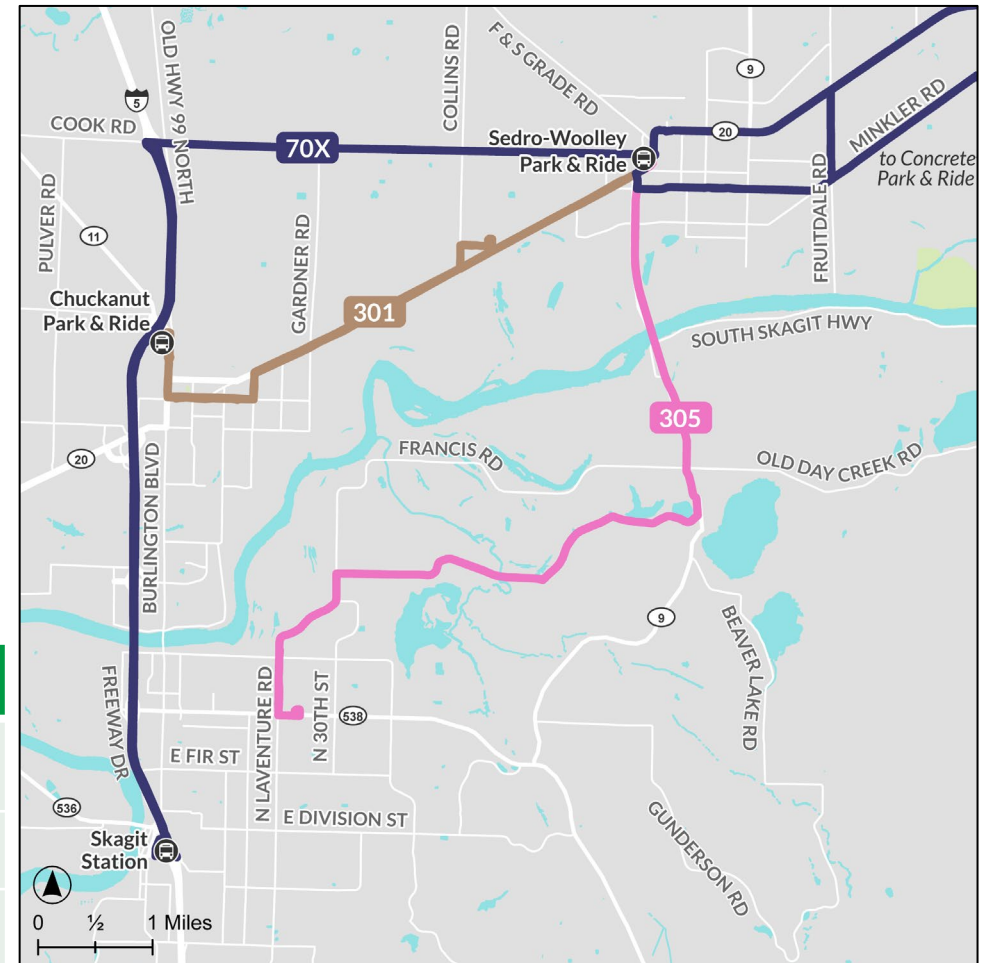 OLD HWY 99 NORTH
COLLINS RD
F & S GRADE RD
9
5
COOK RD
70X
Sedro-Woolley
Park & Ride
20
MINKLER RD
to Concrete
Park & Ride
PULVER RD
11
GARDNER RD
FRUITDALE RD
Chuckanut
Park & Ride
301
SOUTH SKAGIT HWY
305
20
FRANCIS RD
OLD DAY CREEK RD
BURLINGTON BLVD
9
BEAVER LAKE RD
FREEWAY DR
N LAVENTURE RD
N 30TH ST
538
E FIR ST
536
E DIVISION ST
GUNDERSON RD
Skagit
Station
0 ½ 1 Miles